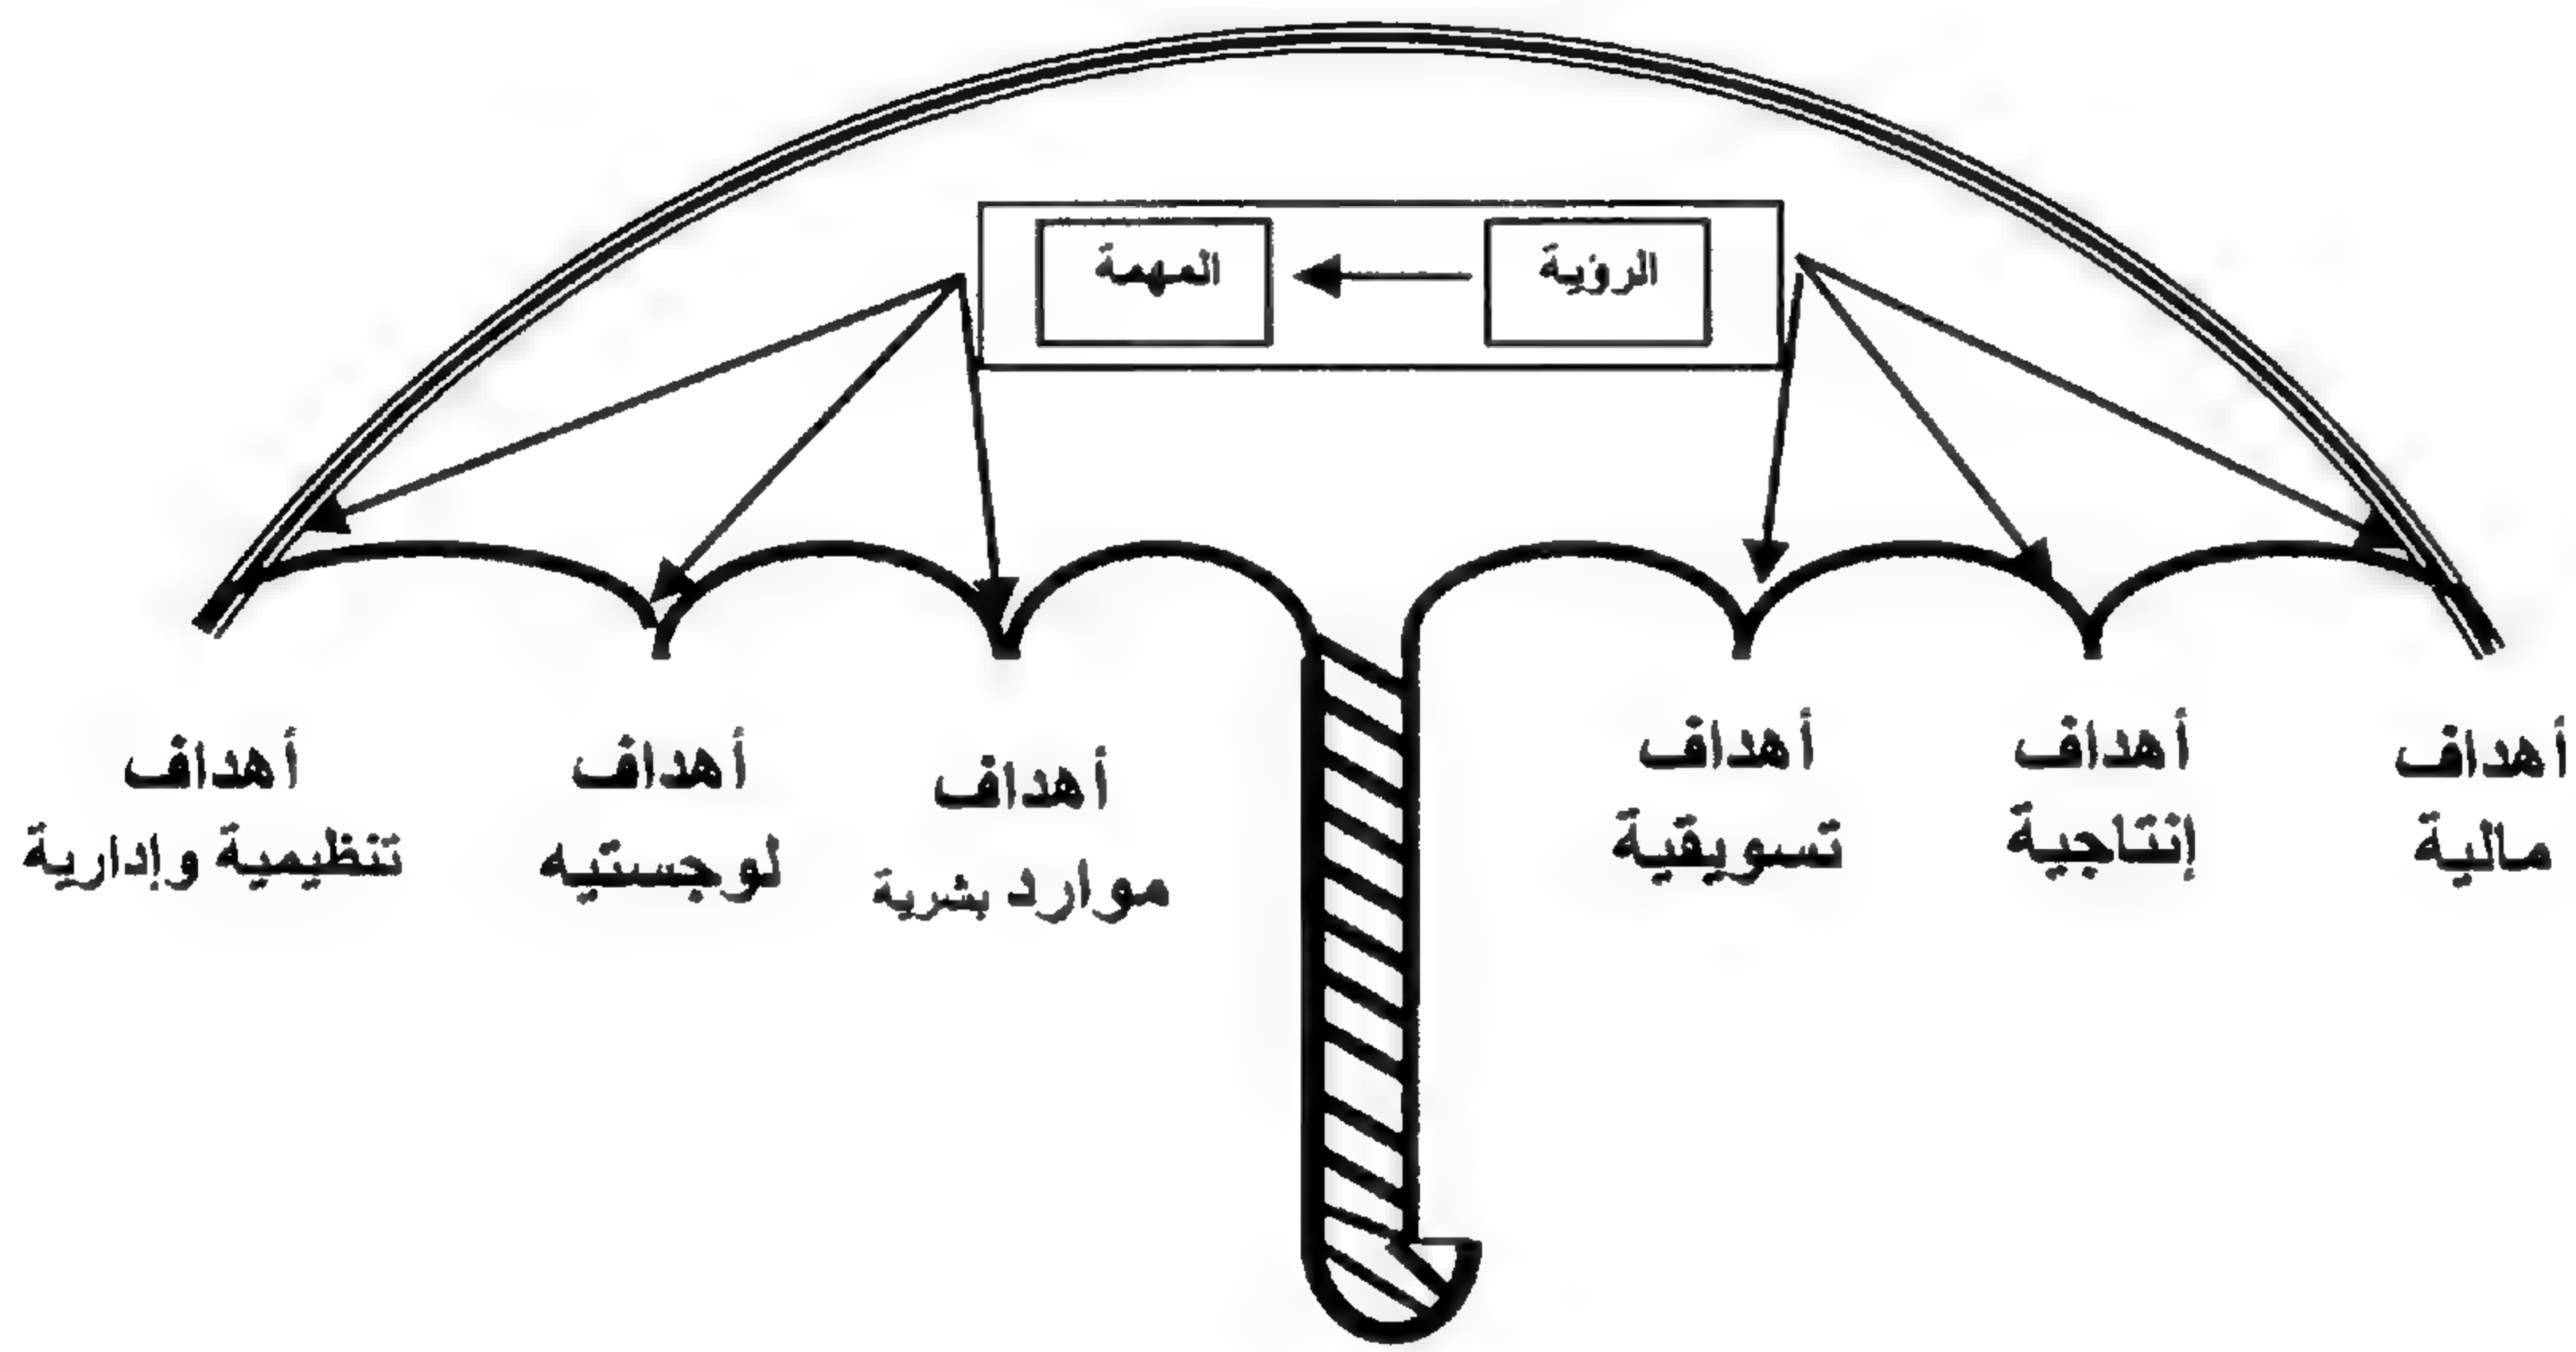 الرؤية
المهمة
أهداف
مالية
أهداف
إنتاجية
أهداف
تسويقية
أهداف
موارد بشرية
أهداف
لوجستيه
أهداف
تنظيمية وإدارية